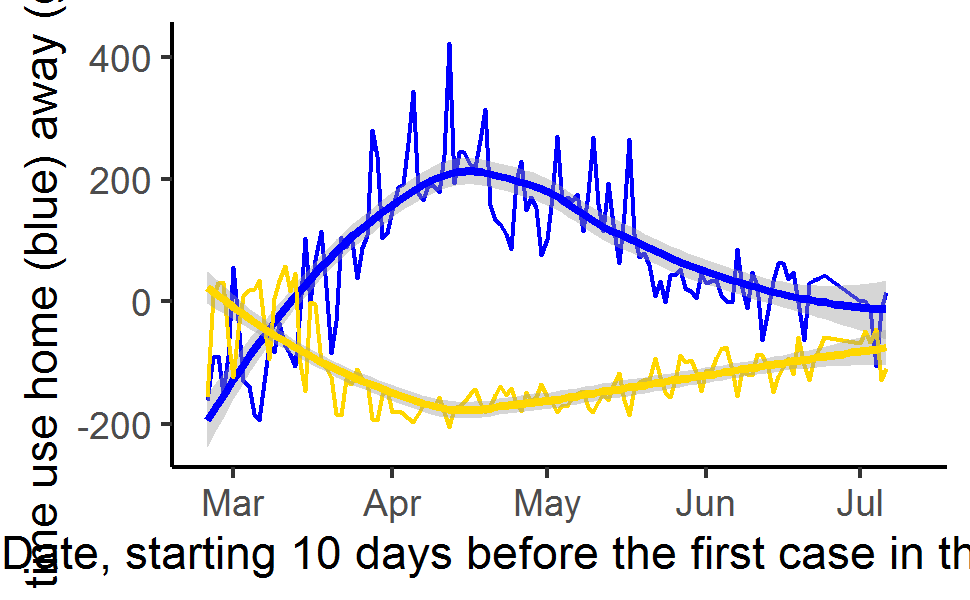 time use home (blue) away (
400
200
0
-200
Mar Apr May Jun Jul
Date, starting 10 days before the first case in th